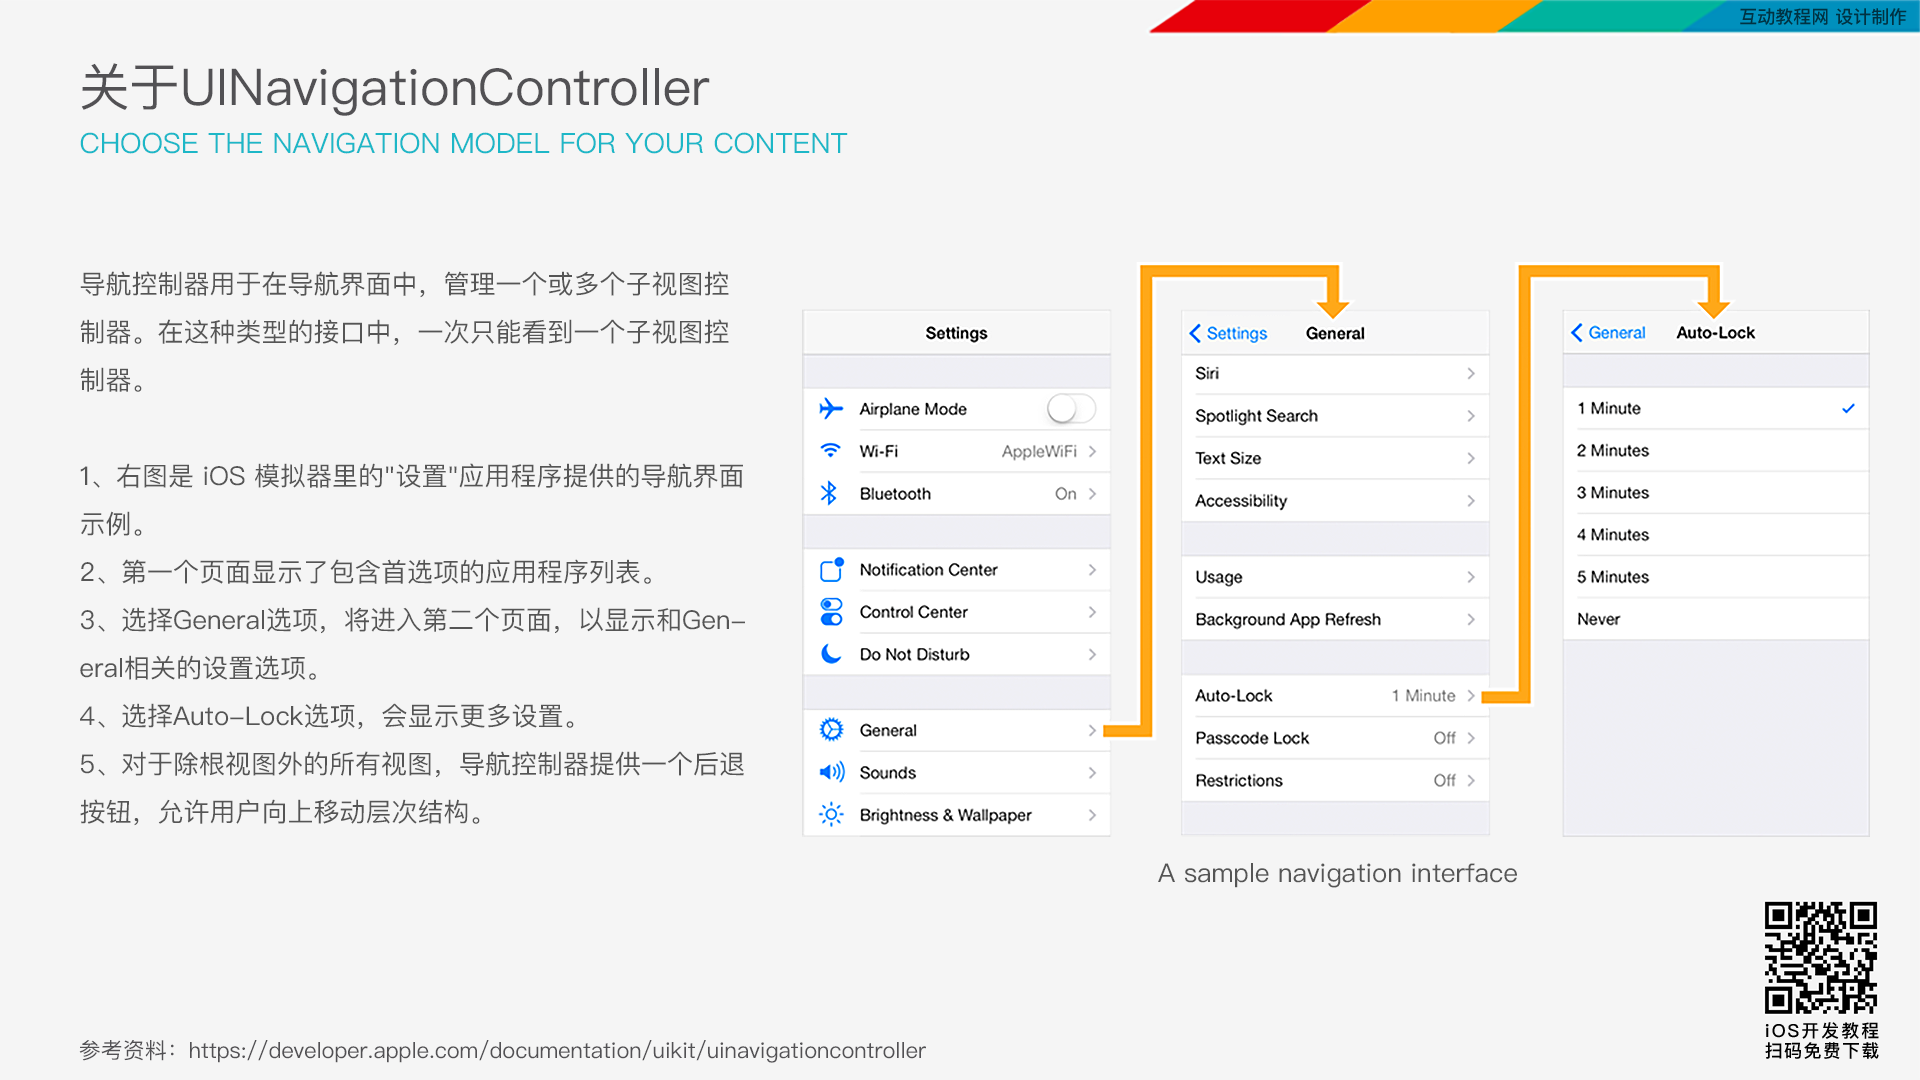 互动教程网 设计制作
关于UINavigationController
CHOOSE THE NAVIGATION MODEL FOR YOUR CONTENT
导航控制器用于在导航界面中，管理一个或多个子视图控
制器。在这种类型的接口中，一次只能看到一个子视图控
制器。
1、右图是 iOS 模拟器里的"设置"应用程序提供的导航界面
示例。
2、第一个页面显示了包含首选项的应用程序列表。
3、选择General选项，将进入第二个页面，以显示和Gen-
eral相关的设置选项。
4、选择Auto-Lock选项，会显示更多设置。
5、对于除根视图外的所有视图，导航控制器提供一个后退
按钮，允许用户向上移动层次结构。
Settings
Airplane Mode
Wi-Fi AppleWiFi
Bluetooth On
Notification Center
Control Center
Do Not Disturb
General
Sounds
Brightness & Wallpaper
Settings General
Siri
Spotlight Search
Text Size
Accessibility
Usage
Background App Refresh
Auto-Lock 1 Minute
Passcode Lock Off
Restrictions Off
General Auto-Lock
1 Minute
2 Minutes
3 Minutes
4 Minutes
5 Minutes
Never
A sample navigation interface
iOS开发教程
扫码免费下载
参考资料：https://developer.apple.com/documentation/uikit/uinavigationcontroller